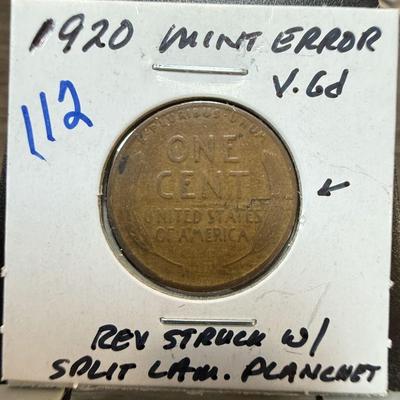 1920 MINT ERROR
V.Gd
112
E PLURIBUS UNUM
ONE
CENT
UNITED STATES
OF AMERICA
REV STRUCK W/
SPLIT LAM. PLANCHET